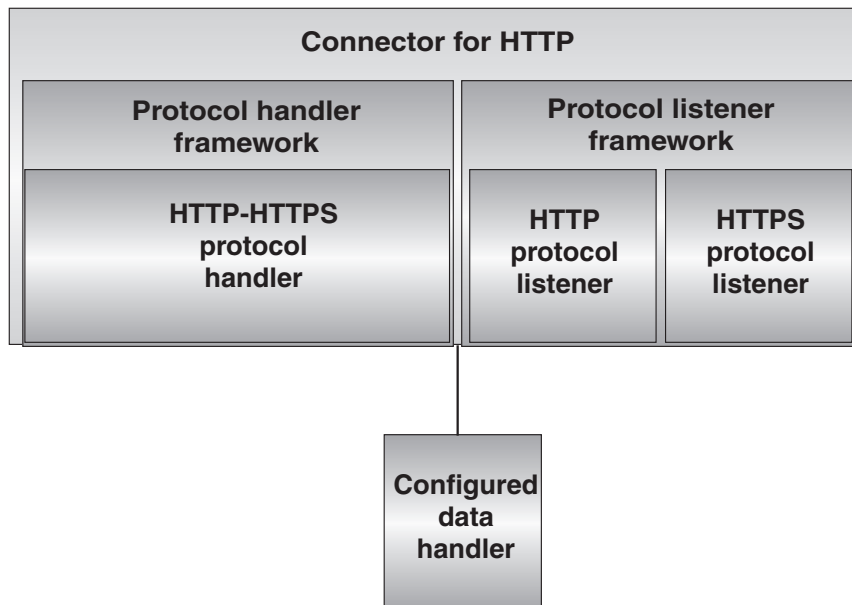 Connector for HTTP
Protocol handler
framework
Protocol listener
framework
HTTP-HTTPS
protocol
handler
HTTP
protocol
listener
HTTPS
protocol
listener
Configured
data
handler